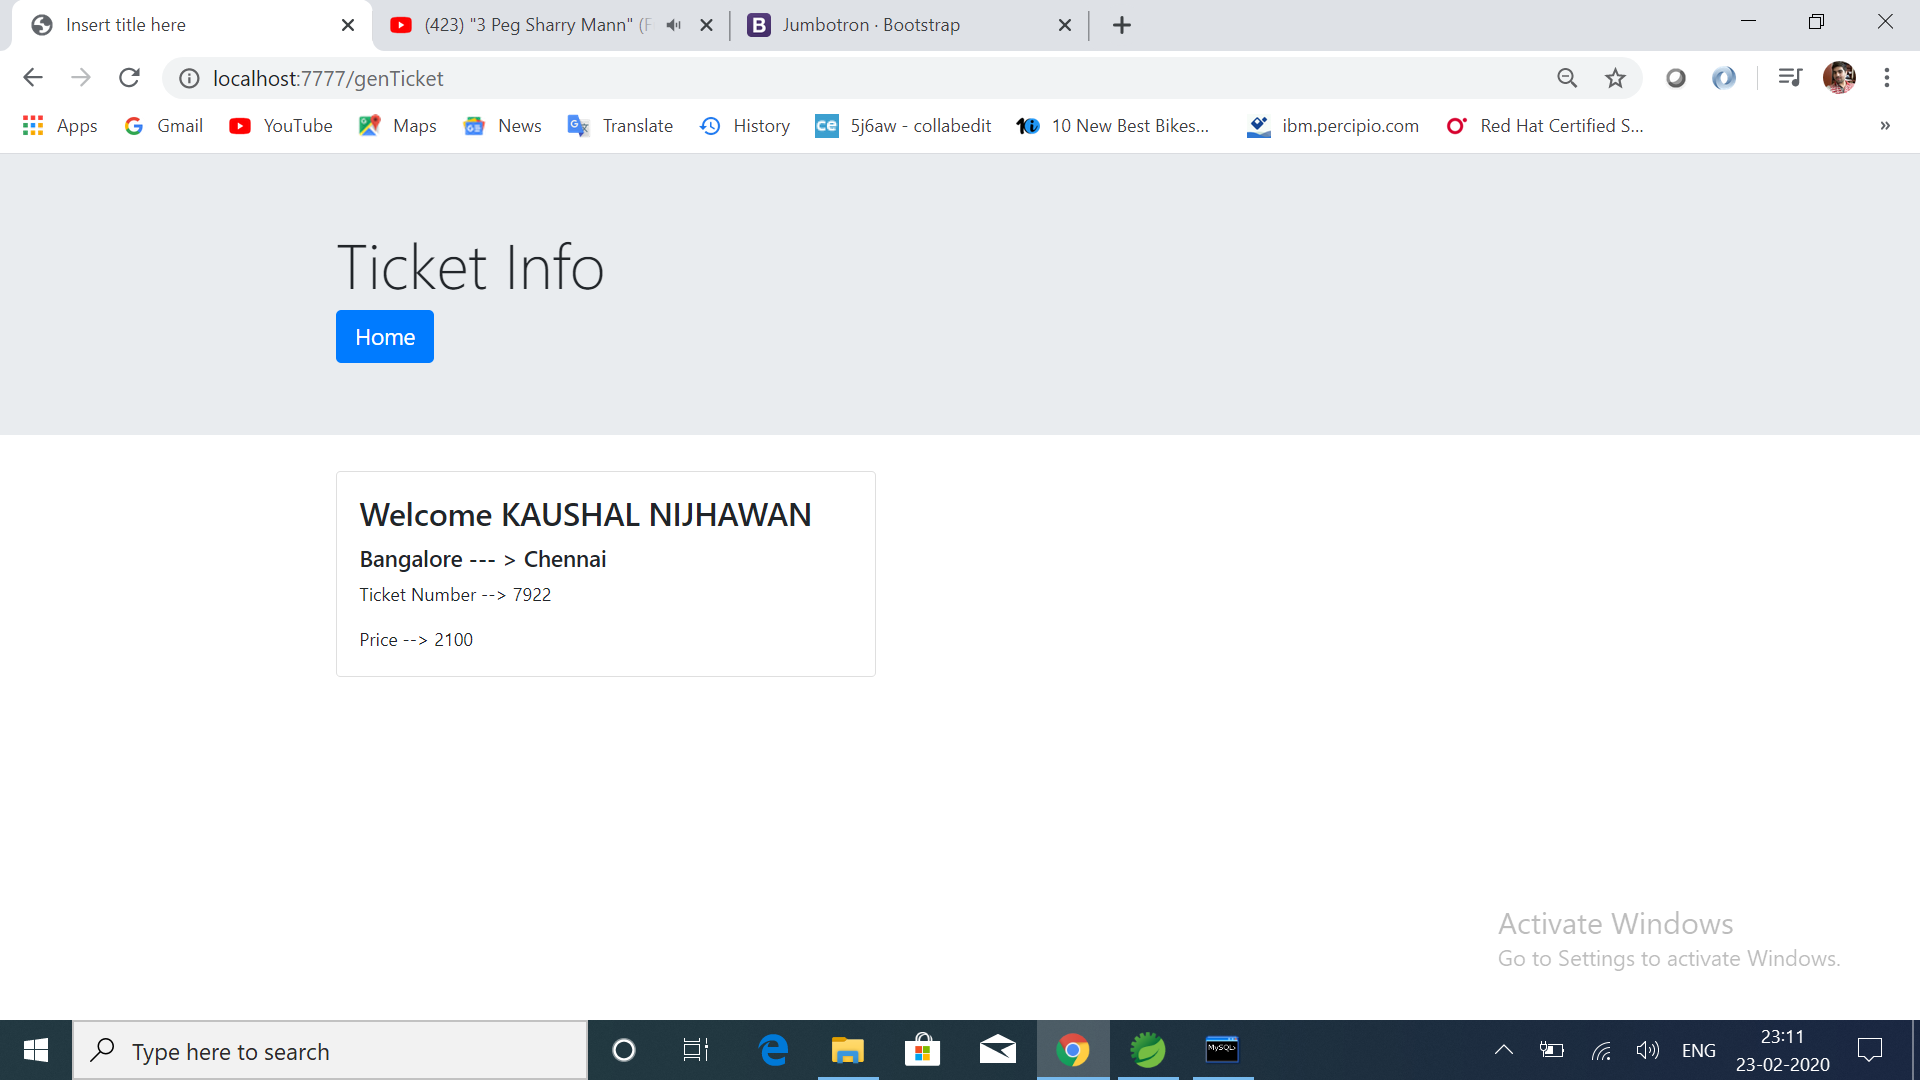 Insert title here
(423) "3 Peg Sharry Mann" (F
Jumbotron · Bootstrap
localhost:7777/genTicket
Apps
Gmail
YouTube
Maps
News
Translate
History
ce
5j6aw - collabedit
10 New Best Bikes...
ibm.percipio.com
Red Hat Certified S...
»
Ticket Info
Home
Welcome KAUSHAL NIJHAWAN
Bangalore --- > Chennai
Ticket Number --> 7922
Price --> 2100
Activate Windows
Go to Settings to activate Windows.
Type here to search
MySQL>
ENG
23:11
23-02-2020